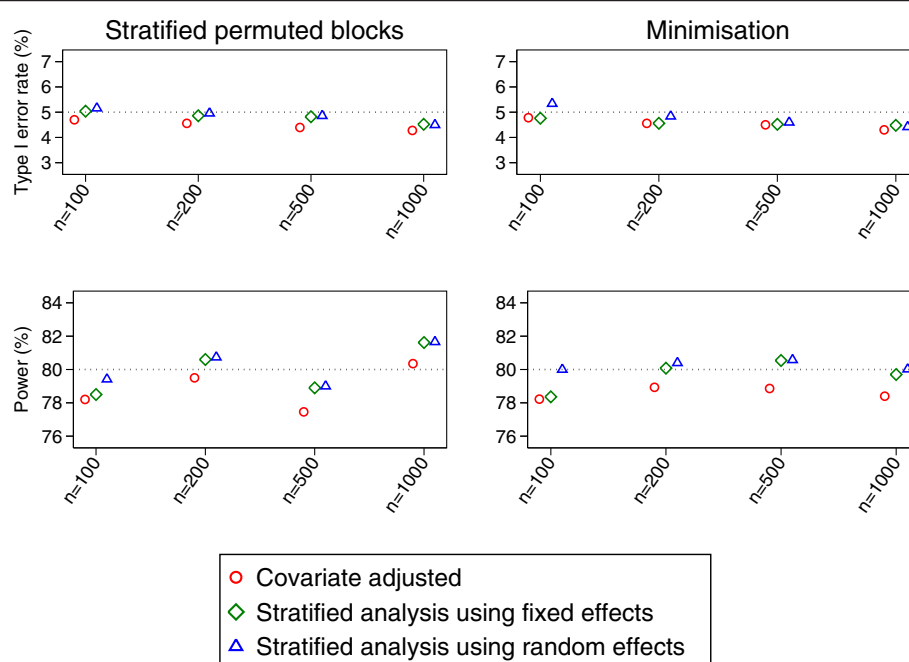 Stratified permuted blocks
Minimisation
Type I error rate (%)
7
6
5
4
3
n=100
n=200
n=500
n=1000
7
6
5
4
3
n=100
n=200
n=500
n=1000
Power (%)
84
82
80
78
76
n=100
n=200
n=500
n=1000
84
82
80
78
76
n=100
n=200
n=500
n=1000
Covariate adjusted
Stratified analysis using fixed effects
Stratified analysis using random effects